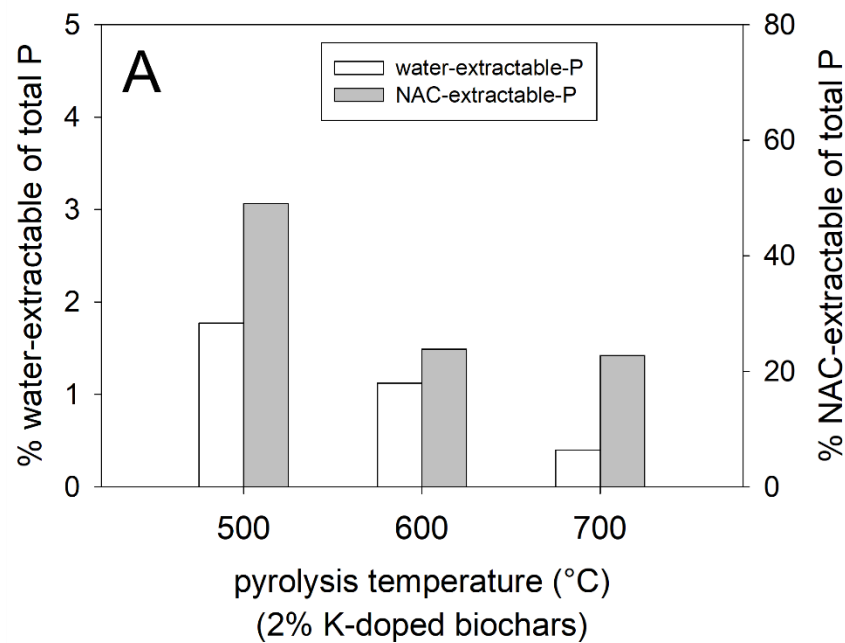 A
water-extractable-P
NAC-extractable-P
% water-extractable of total P
5
4
3
2
1
0
% NAC-extractable of total P
80
60
40
20
0
500 600 700
pyrolysis temperature (°C)
(2% K-doped biochars)